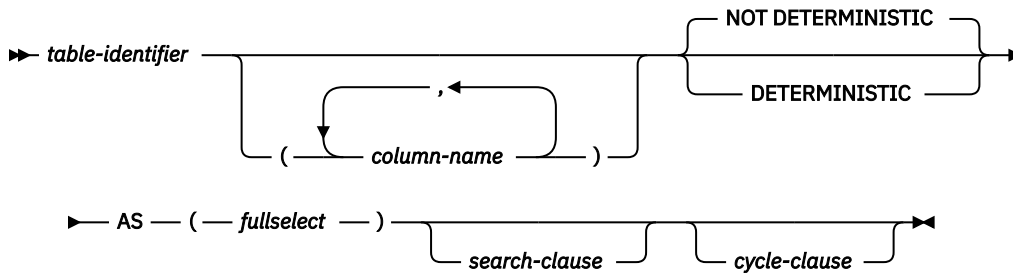 NOT DETERMINISTIC
table-identifier
DETERMINISTIC
,
( column-name )
AS ( fullselect )
search-clause cycle-clause